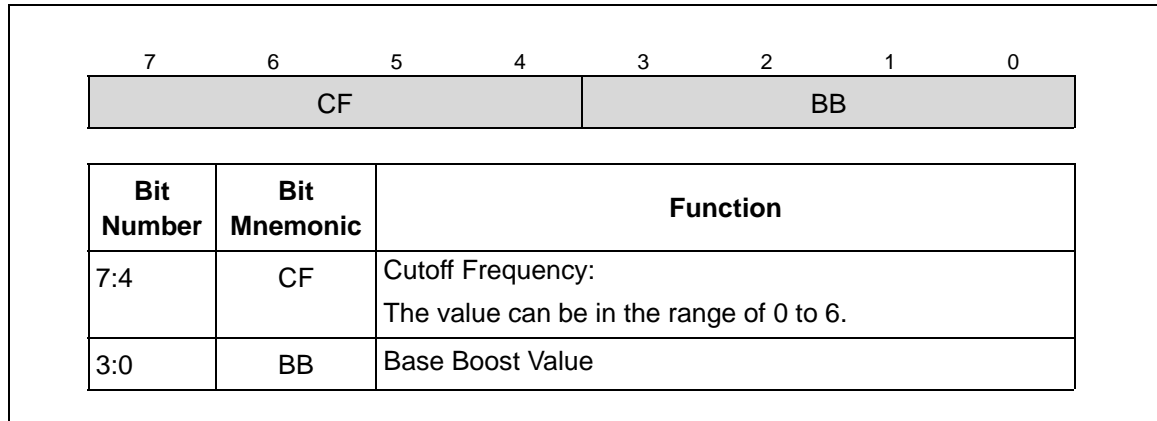 7 6 5 4 3 2 1 0
CF BB
Bit Number Bit Mnemonic Function
7:4 CF Cutoff Frequency:
The value can be in the range of 0 to 6.
3:0 BB Base Boost Value